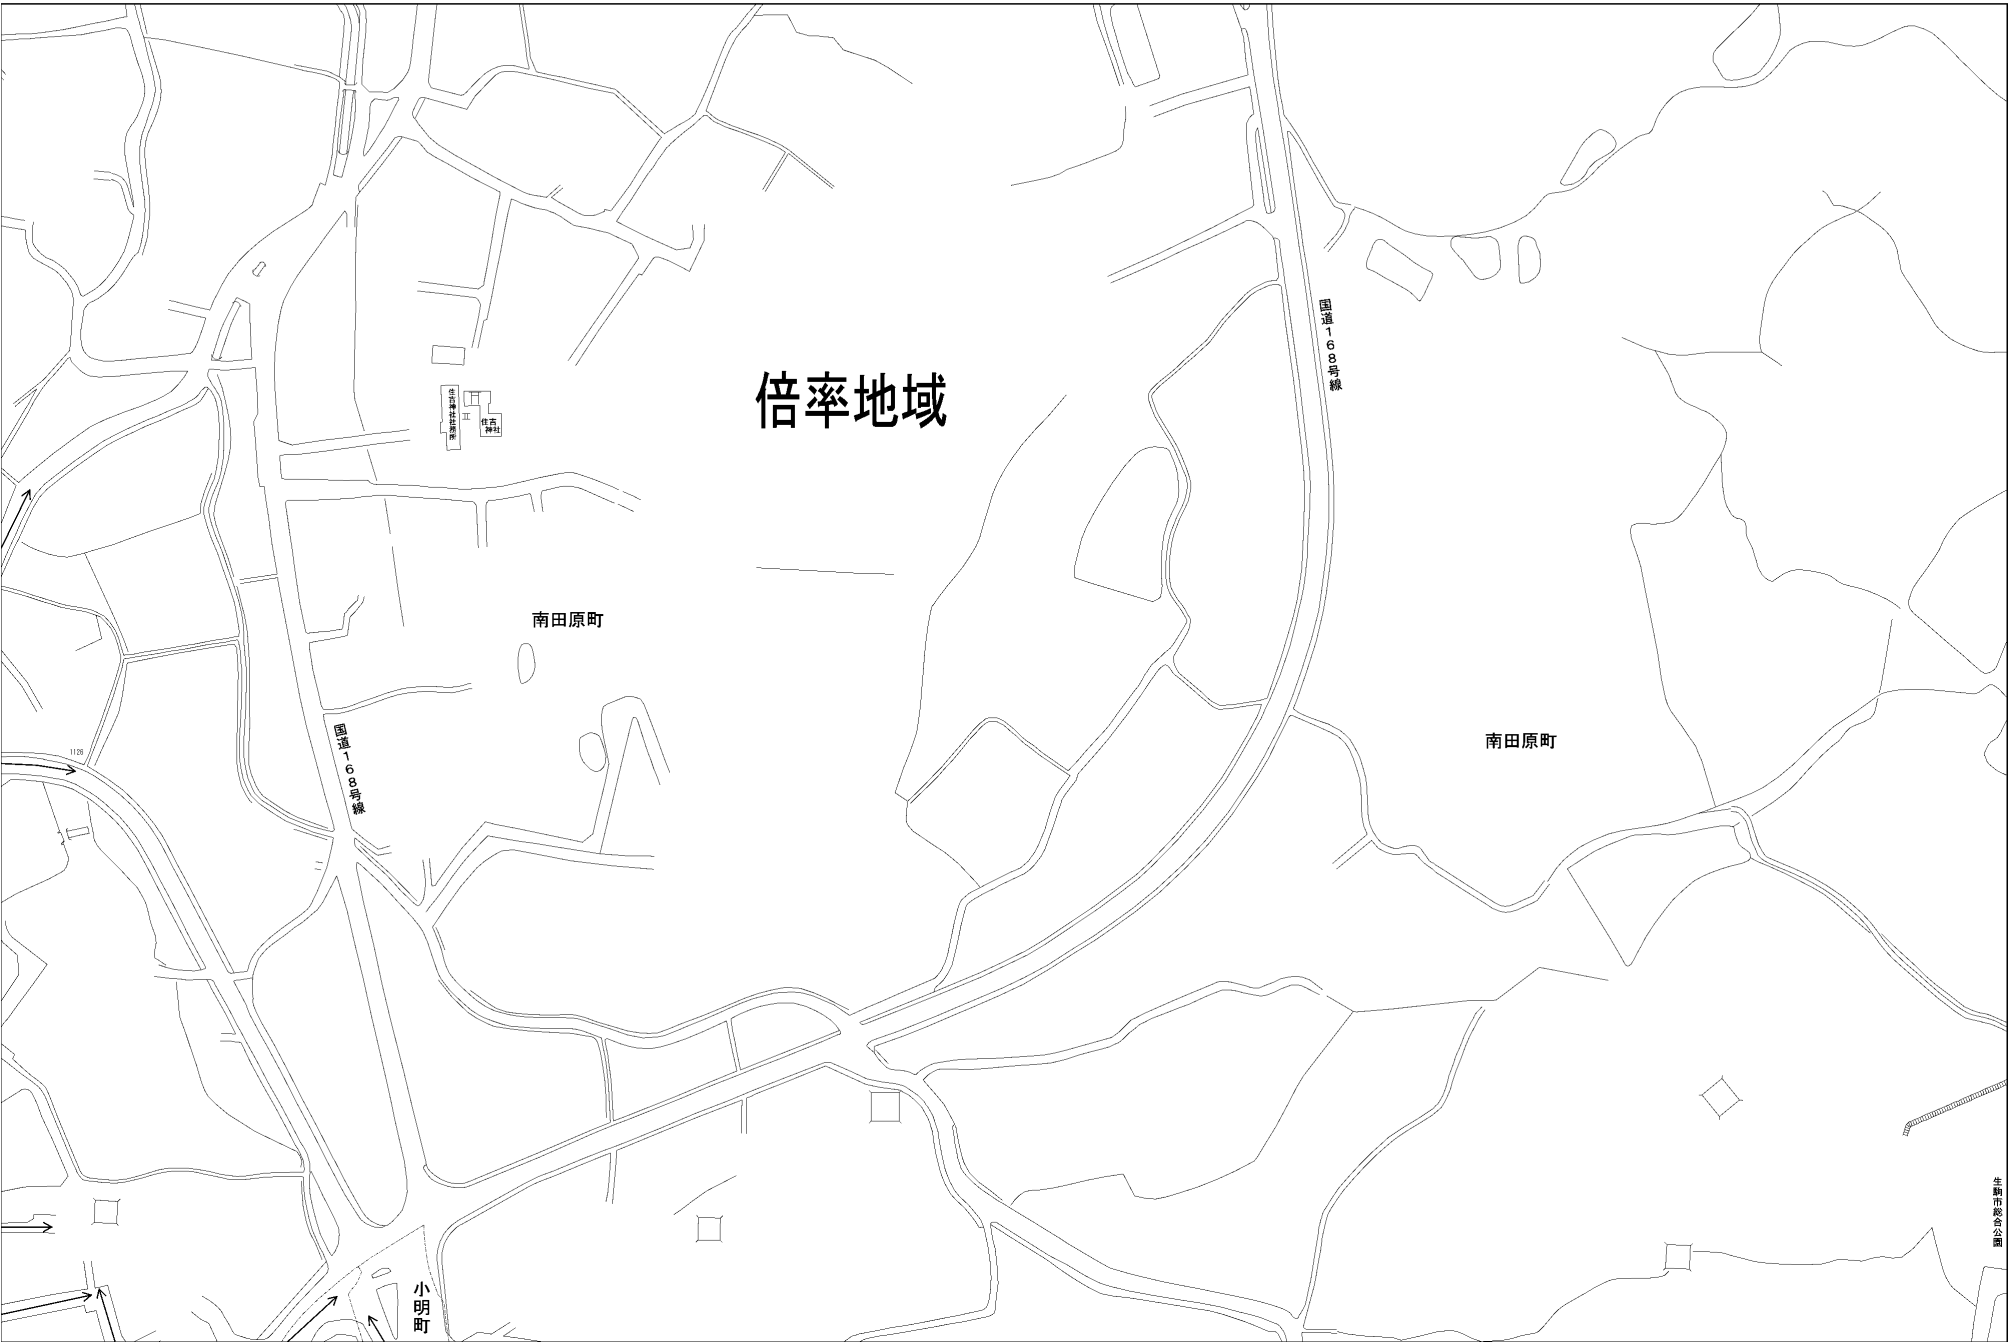 国道168号線
倍率地域
住吉神社社務所
住吉
神社
南田原町
国道168号線
南田原町
1126
生駒市総合公園
小明町